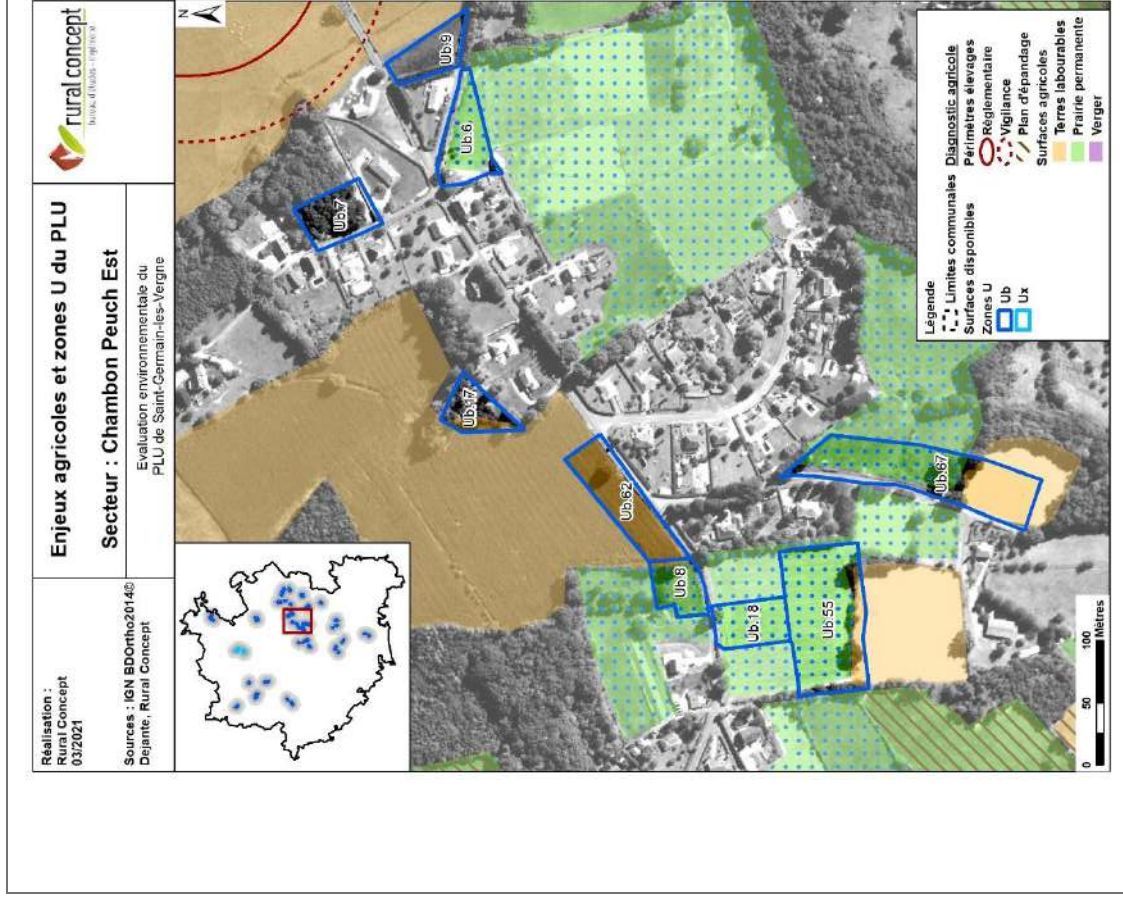 Réalisation :
Rural Concept
03/2021
Sources : IGN BDOrtho2014®
Dejante, Rural Concept
Enjeux agricoles et zones U du PLU
Secteur : Chambon Peuch Est
Evaluation environnementale du
PLU de Saint-Germain-les-Vergne
rural concept
bureau d'études - ingénierie
N
Ub.9
Ub.6
Ub.7
Ub.17
Ub.62
Ub.8
Ub.18
Ub.55
Ub.67
0 50 100
Mètres
Légende
Limites communales
Surfaces disponibles
Zones U
Ub
Ux
Diagnostic agricole
Périmètres élevages
Règlementaire
Vigilance
Plan d'épandage
Surfaces agricoles
Terres labourables
Prairie permanente
Verger